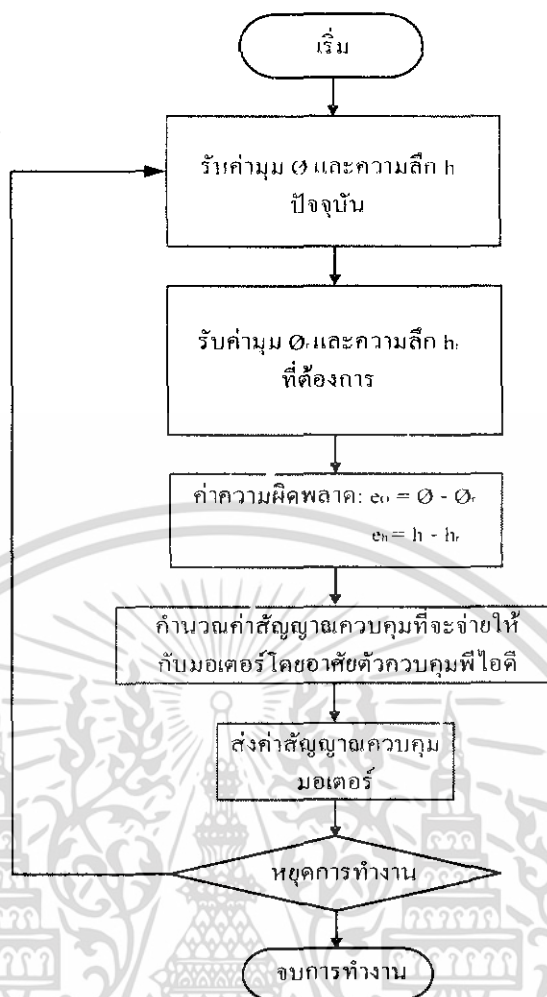 เริ่ม
รับค่ามุม Ø และความลึก h
ปัจจุบัน
รับค่ามุม Øᵣ และความลึก hᵣ
ที่ต้องการ
ค่าความผิดพลาด: eₒ = Ø - Øᵣ
eₕ = h - hᵣ
คำนวณค่าสัญญาณควบคุมที่จะจ่ายให้
กับมอเตอร์โดยอาศัยตัวควบคุมพีไอดี
ส่งค่าสัญญาณควบคุม
มอเตอร์
หยุดการทำงาน
จบการทำงาน